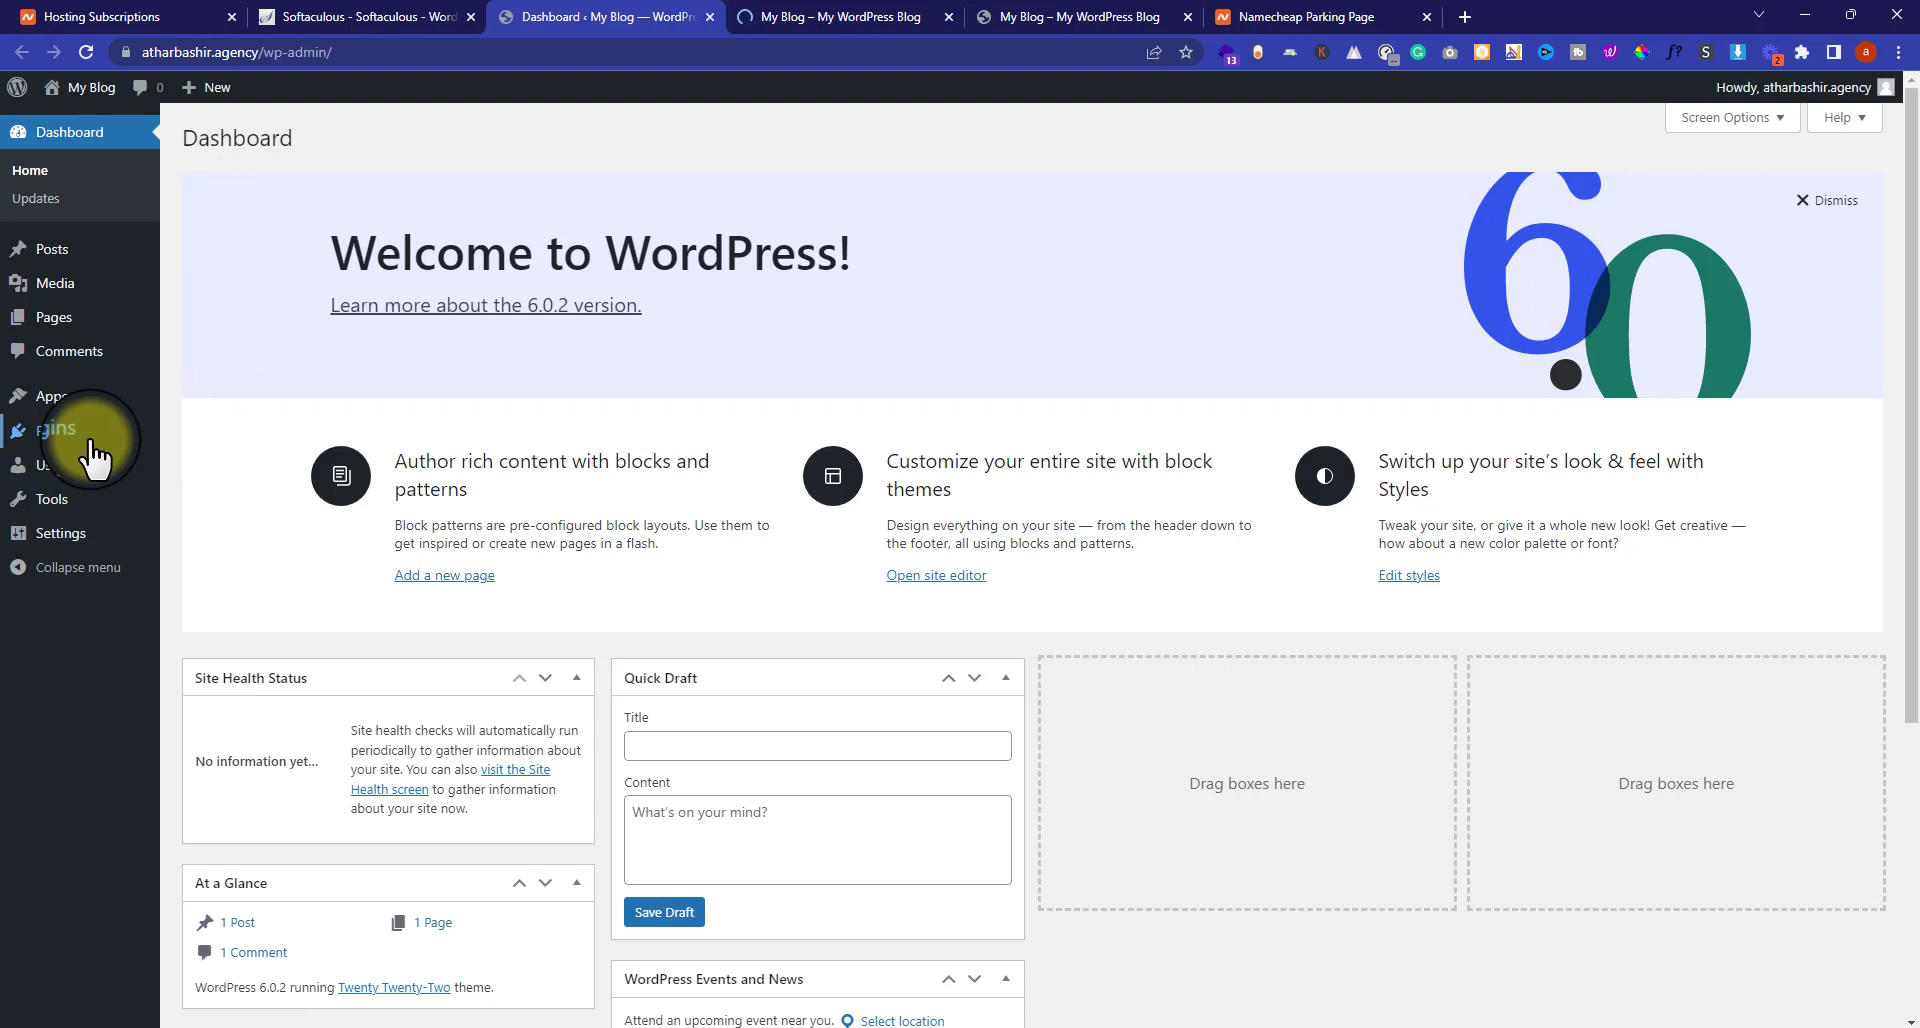 Hosting Subscriptions
Softaculous - Softaculous - Wor
Dashboard ‹ My Blog — WordPr
My Blog – My WordPress Blog
My Blog – My WordPress Blog
Namecheap Parking Page
atharbashir.agency/wp-admin/
13
2
a
My Blog
0
New
Howdy, atharbashir.agency
Dashboard
Home
Updates
Posts
Media
Pages
Comments
Tools
Settings
Collapse menu
Dashboard
Screen Options
Help
Dismiss
Welcome to WordPress!
Learn more about the 6.0.2 version.
60
Author rich content with blocks and
patterns
Block patterns are pre-configured block layouts. Use them to
get inspired or create new pages in a flash.
Add a new page
Customize your entire site with block
themes
Design everything on your site — from the header down to
the footer, all using blocks and patterns.
Open site editor
Switch up your site’s look & feel with
Styles
Tweak your site, or give it a whole new look! Get creative —
how about a new color palette or font?
Edit styles
Site Health Status
No information yet...
Site health checks will automatically run
periodically to gather information about
your site. You can also visit the Site
Health screen to gather information
about your site now.
At a Glance
1 Post
1 Page
1 Comment
WordPress 6.0.2 running Twenty Twenty-Two theme.
Quick Draft
Title
Content
What’s on your mind?
Save Draft
WordPress Events and News
Attend an upcoming event near you.
Select location
Drag boxes here
Drag boxes here